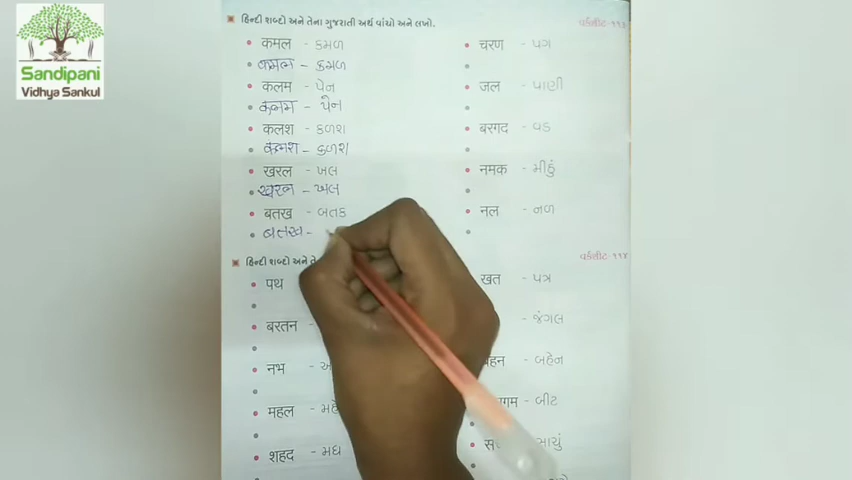 Sandipani
Vidhya Sankul
હિન્દી શબ્દો અને તેના ગુજરાતી અર્થ વાંચો અને લખો.
कमल - કમળ
कमल - કમળ
कलम - પેન
कलम - પેન
कलश - કળશ
कलश - કળશ
खरल - ખલ
खरल - ખલ
बतख - બતક
बतख -
चरण - પગ
जल - પાણી
बरगद - વડ
नमक - મીઠું
नल - નળ
હિન્દી શબ્દો અને
पथ
बरतन -
नभ
महल - મહે
शहद - મધ
खत - પત્ર
- જંગલ
- બહેન
- બીટ